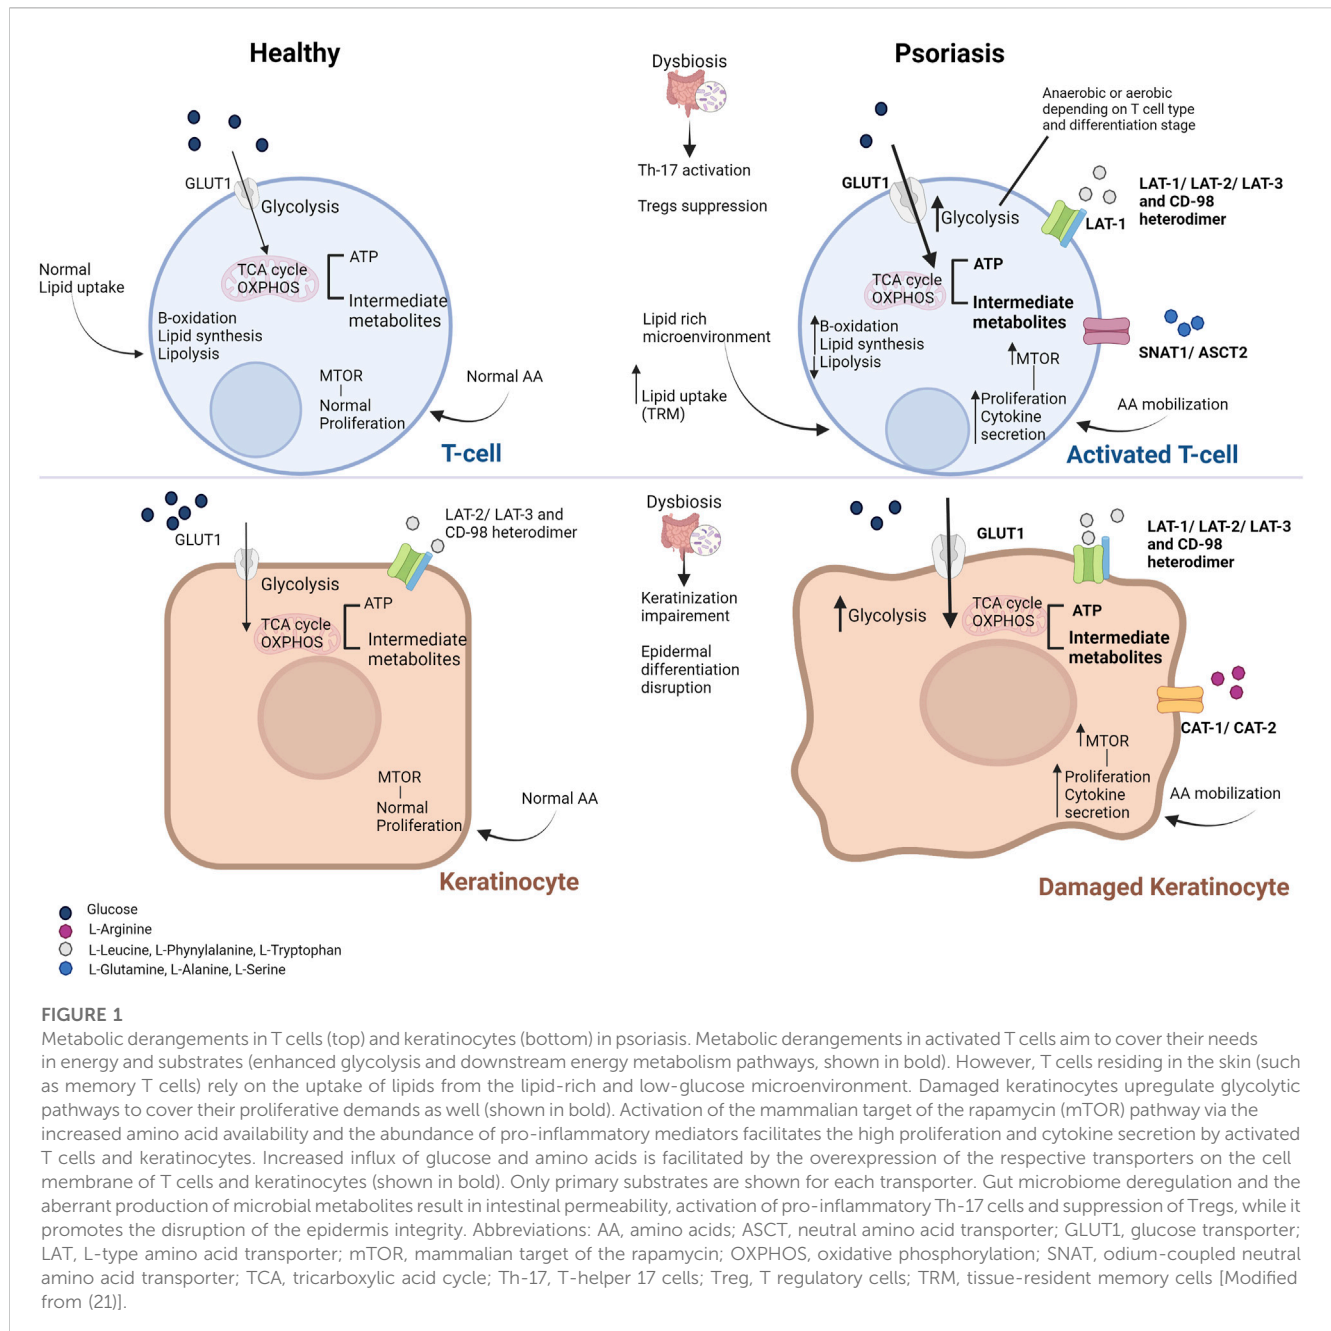 Healthy
Psoriasis
Dysbiosis
Th-17 activation
Tregs suppression
Anaerobic or aerobic
depending on T cell type
and differentiation stage
GLUT1
Glycolysis
TCA cycle
OXPHOS
ATP
Intermediate
metabolites
Normal
Lipid uptake
B-oxidation
Lipid synthesis
Lipolysis
MTOR
Normal
Proliferation
Normal AA
T-cell
Lipid rich
microenvironment
Lipid uptake
(TRM)
GLUT1
Glycolysis
LAT-1
LAT-1/ LAT-2/ LAT-3
and CD-98
heterodimer
TCA cycle
OXPHOS
ATP
Intermediate
metabolites
B-oxidation
Lipid synthesis
Lipolysis
SNAT1/ ASCT2
MTOR
Proliferation
Cytokine
secretion
AA mobilization
Activated T-cell
GLUT1
LAT-2/ LAT-3 and
CD-98 heterodimer
Glycolysis
TCA cycle
OXPHOS
ATP
Intermediate
metabolites
MTOR
Normal
Proliferation
Normal AA
Keratinocyte
Dysbiosis
Keratinization
impairement
Epidermal
differentiation
disruption
GLUT1
LAT-1/ LAT-2/ LAT-3
and CD-98
heterodimer
Glycolysis
TCA cycle
OXPHOS
ATP
Intermediate
metabolites
CAT-1/ CAT-2
MTOR
Proliferation
Cytokine
secretion
AA mobilization
Damaged Keratinocyte
Glucose
L-Arginine
L-Leucine, L-Phynylalanine, L-Tryptophan
L-Glutamine, L-Alanine, L-Serine
FIGURE 1
Metabolic derangements in T cells (top) and keratinocytes (bottom) in psoriasis. Metabolic derangements in activated T cells aim to cover their needs
in energy and substrates (enhanced glycolysis and downstream energy metabolism pathways, shown in bold). However, T cells residing in the skin (such
as memory T cells) rely on the uptake of lipids from the lipid-rich and low-glucose microenvironment. Damaged keratinocytes upregulate glycolytic
pathways to cover their proliferative demands as well (shown in bold). Activation of the mammalian target of the rapamycin (mTOR) pathway via the
increased amino acid availability and the abundance of pro-inflammatory mediators facilitates the high proliferation and cytokine secretion by activated
T cells and keratinocytes. Increased influx of glucose and amino acids is facilitated by the overexpression of the respective transporters on the cell
membrane of T cells and keratinocytes (shown in bold). Only primary substrates are shown for each transporter. Gut microbiome deregulation and the
aberrant production of microbial metabolites result in intestinal permeability, activation of pro-inflammatory Th-17 cells and suppression of Tregs, while it
promotes the disruption of the epidermis integrity. Abbreviations: AA, amino acids; ASCT, neutral amino acid transporter; GLUT1, glucose transporter;
LAT, L-type amino acid transporter; mTOR, mammalian target of the rapamycin; OXPHOS, oxidative phosphorylation; SNAT, odium-coupled neutral
amino acid transporter; TCA, tricarboxylic acid cycle; Th-17, T-helper 17 cells; Treg, T regulatory cells; TRM, tissue-resident memory cells [Modified
from (21)].